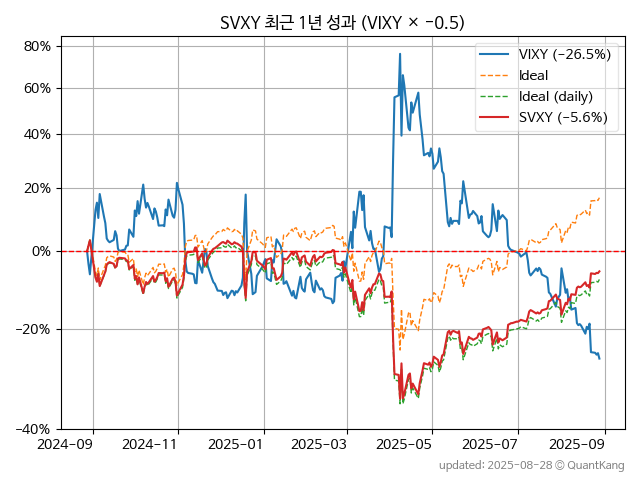 SVXY 최근 1년 성과 (VIXY × −0.5)
80%
60%
40%
20%
0%
−20%
−40%
VIXY (−26.5%)
Ideal
Ideal (daily)
SVXY (−5.6%)
2024-09
2024-11
2025-01
2025-03
2025-05
2025-07
2025-09
updated: 2025-08-28 © QuantKang